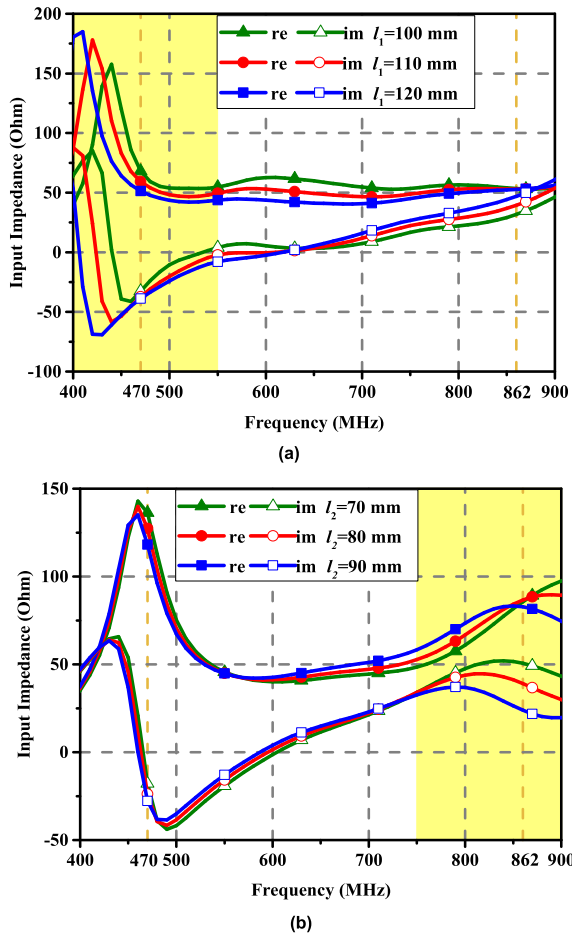 200
150
100
50
0
-50
-100
Input Impedance (Ohm)
re im l₁=100 mm
re im l₁=110 mm
re im l₁=120 mm
400 470 500 600 700 800 862 900
Frequency (MHz)
(a)
150
100
50
0
-50
Input Impedance (Ohm)
re im l₂=70 mm
re im l₂=80 mm
re im l₂=90 mm
400 470 500 600 700 800 862 900
Frequency (MHz)
(b)